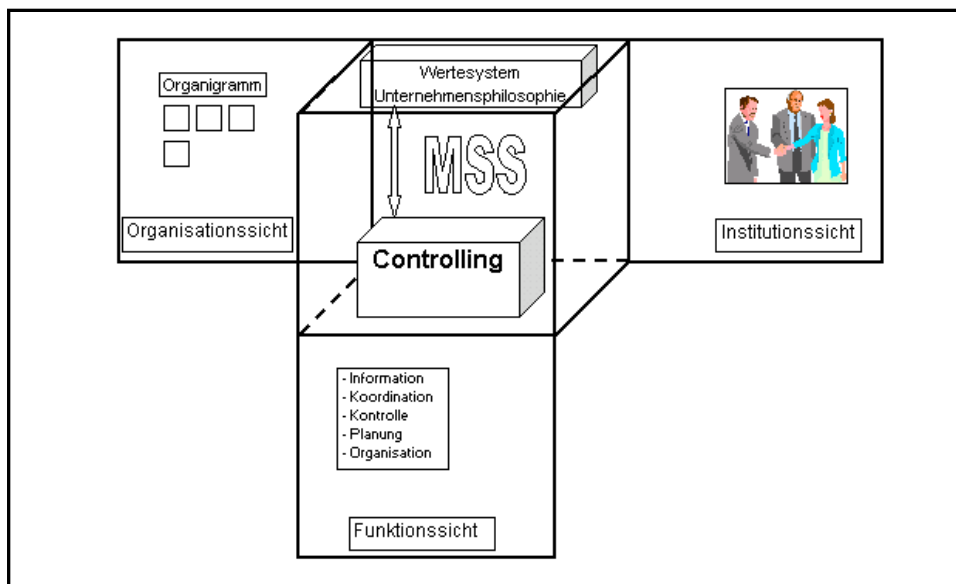 Wertesystem
Unternehmensphilosophie
Organigramm
MSS
Organisationssicht
Institutionssicht
Controlling
- Information
- Koordination
- Kontrolle
- Planung
- Organisation
Funktionssicht